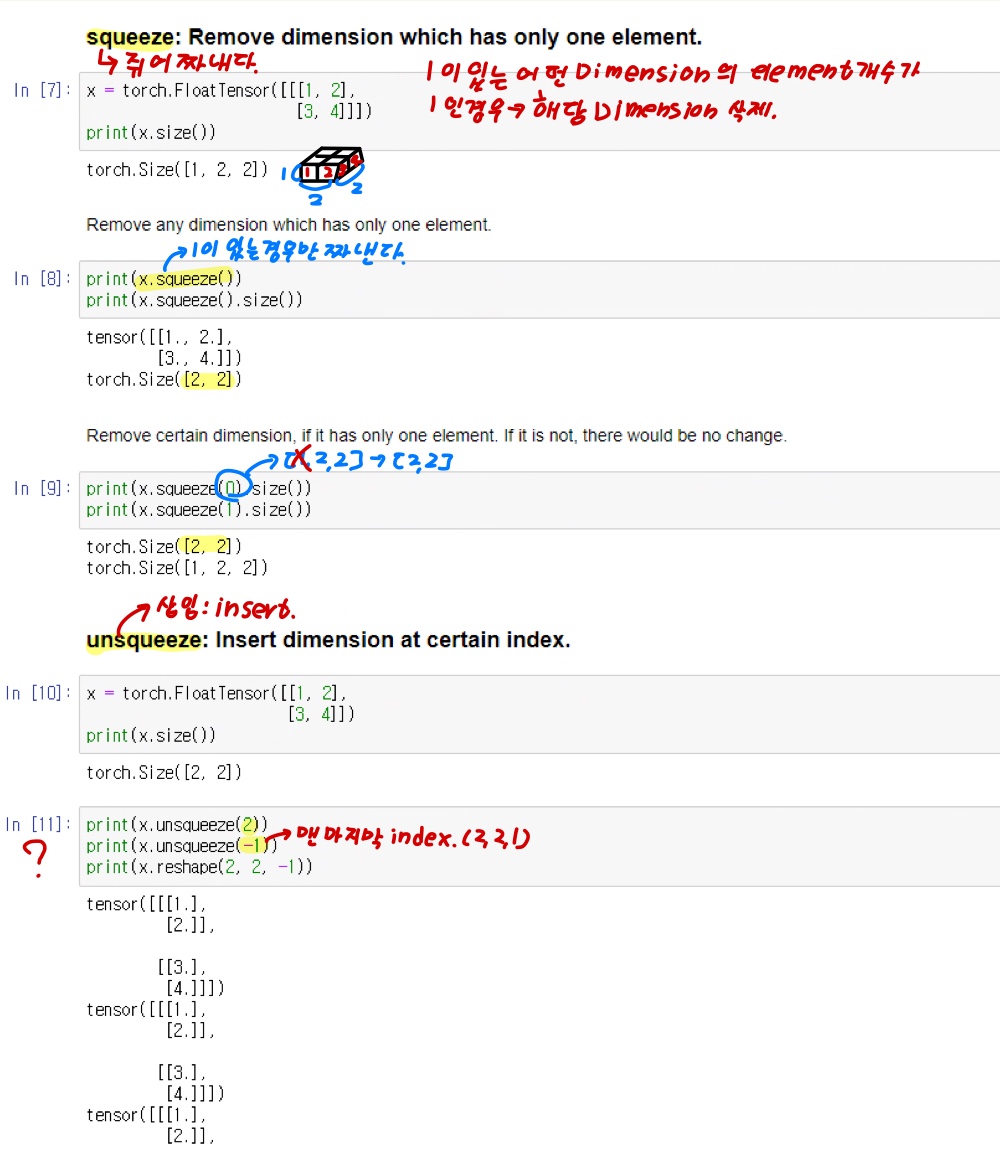 squeeze: Remove dimension which has only one element.
↳ 쥐어 짜내다.
1이 있는 어떤 Dimension의 element 개수가
1인경우 → 해당 Dimension 삭제.
In [7]: x = torch.FloatTensor([[[1, 2],
[3, 4]]])
print(x.size())
torch.Size([1, 2, 2])
1 1 2 3 4 2
2
Remove any dimension which has only one element.
→ 1이 있는경우만 짜낸다.
In [8]: print(x.squeeze())
print(x.squeeze().size())
tensor([[1., 2.],
[3., 4.]])
torch.Size([2, 2])
Remove certain dimension, if it has only one element. If it is not, there would be no change.
→ [1, 2,2] → [2,2]
In [9]: print(x.squeeze(0).size())
print(x.squeeze(1).size())
torch.Size([2, 2])
torch.Size([1, 2, 2])
→ 삽입: insert.
unsqueeze: Insert dimension at certain index.
In [10]: x = torch.FloatTensor([[1, 2],
[3, 4]])
print(x.size())
torch.Size([2, 2])
In [11]: print(x.unsqueeze(2))
print(x.unsqueeze(-1)) → 맨 마지막 index. (2,2,1)
? print(x.reshape(2, 2, -1))
tensor([[[1.],
[2.]],
[[3.],
[4.]]])
tensor([[[1.],
[2.]],
[[3.],
[4.]]])
tensor([[[1.],
[2.]],